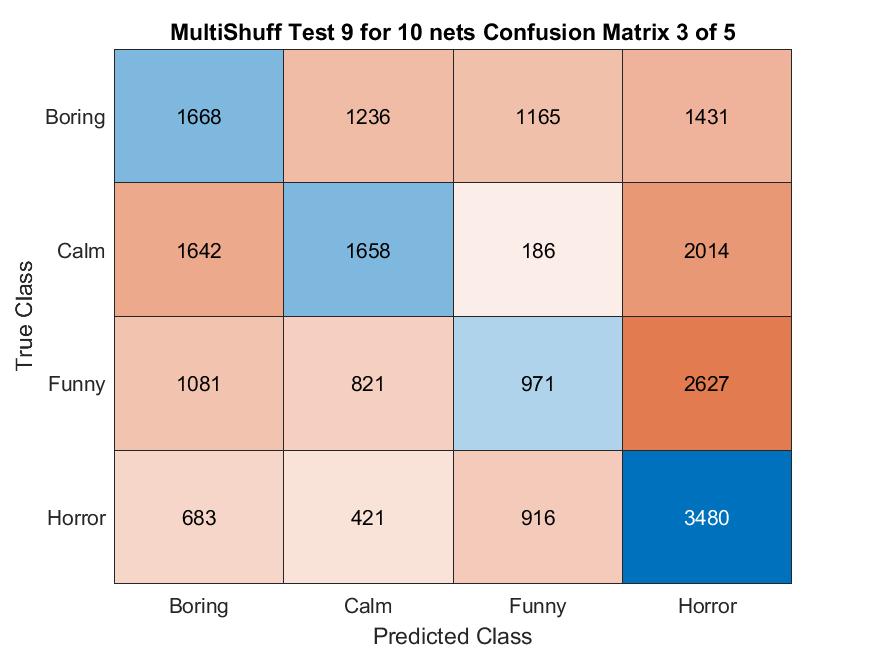 MultiShuff Test 9 for 10 nets Confusion Matrix 3 of 5
True Class
Boring 1668 1236 1165 1431
Calm 1642 1658 186 2014
Funny 1081 821 971 2627
Horror 683 421 916 3480
Boring Calm Funny Horror
Predicted Class